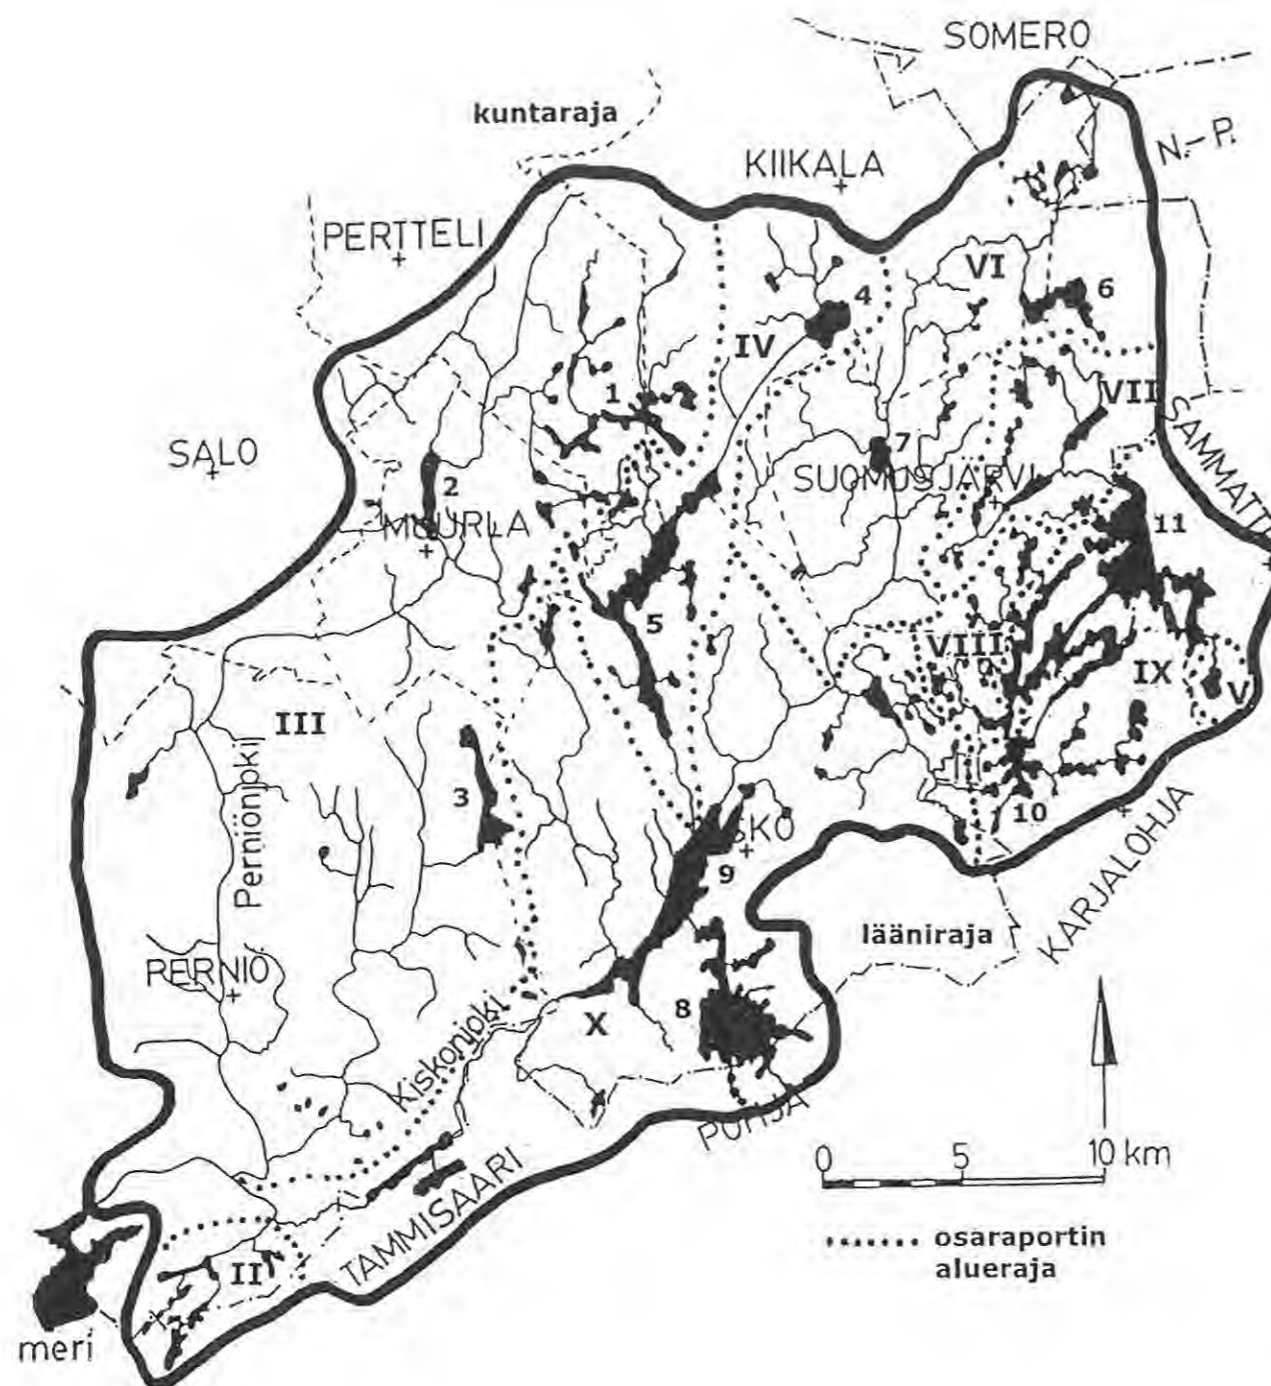 SOMERO
kuntaraja
N.-P.
KIIKALA
PERTTELI
VI
6
4
IV
VII
1
SALO
7
SAMMATTI
2
SUOMUSJÄRVI
MUURLA
11
5
VIII
IX
V
III
Perniönjoki
3
10
SKO
9
KARJALOHJA
lääniraja
PERNIÖ
8
X
Kiskonjoki
POHJA
0 5 10 km
TAMMISAARI
osaraportin
alueraja
II
meri